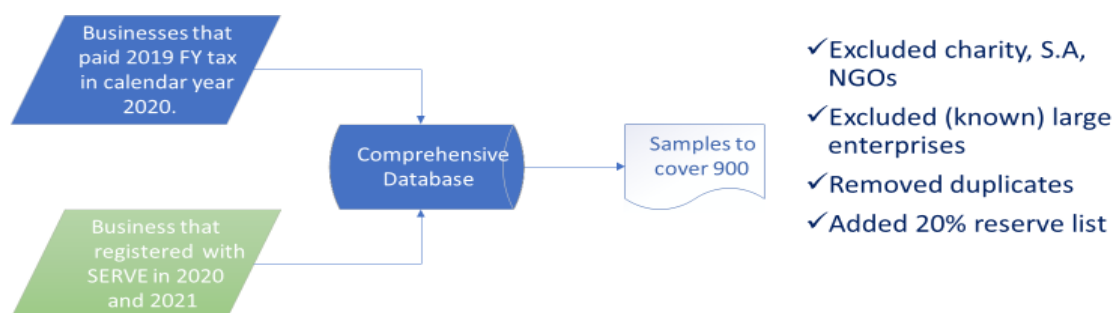 Businesses that
paid 2019 FY tax
in calendar year
2020.
Business that
registered with
SERVE in 2020
and 2021
Comprehensive
Database
Samples to
cover 900
✓Excluded charity, S.A,
NGOs
✓Excluded (known) large
enterprises
✓Removed duplicates
✓Added 20% reserve list